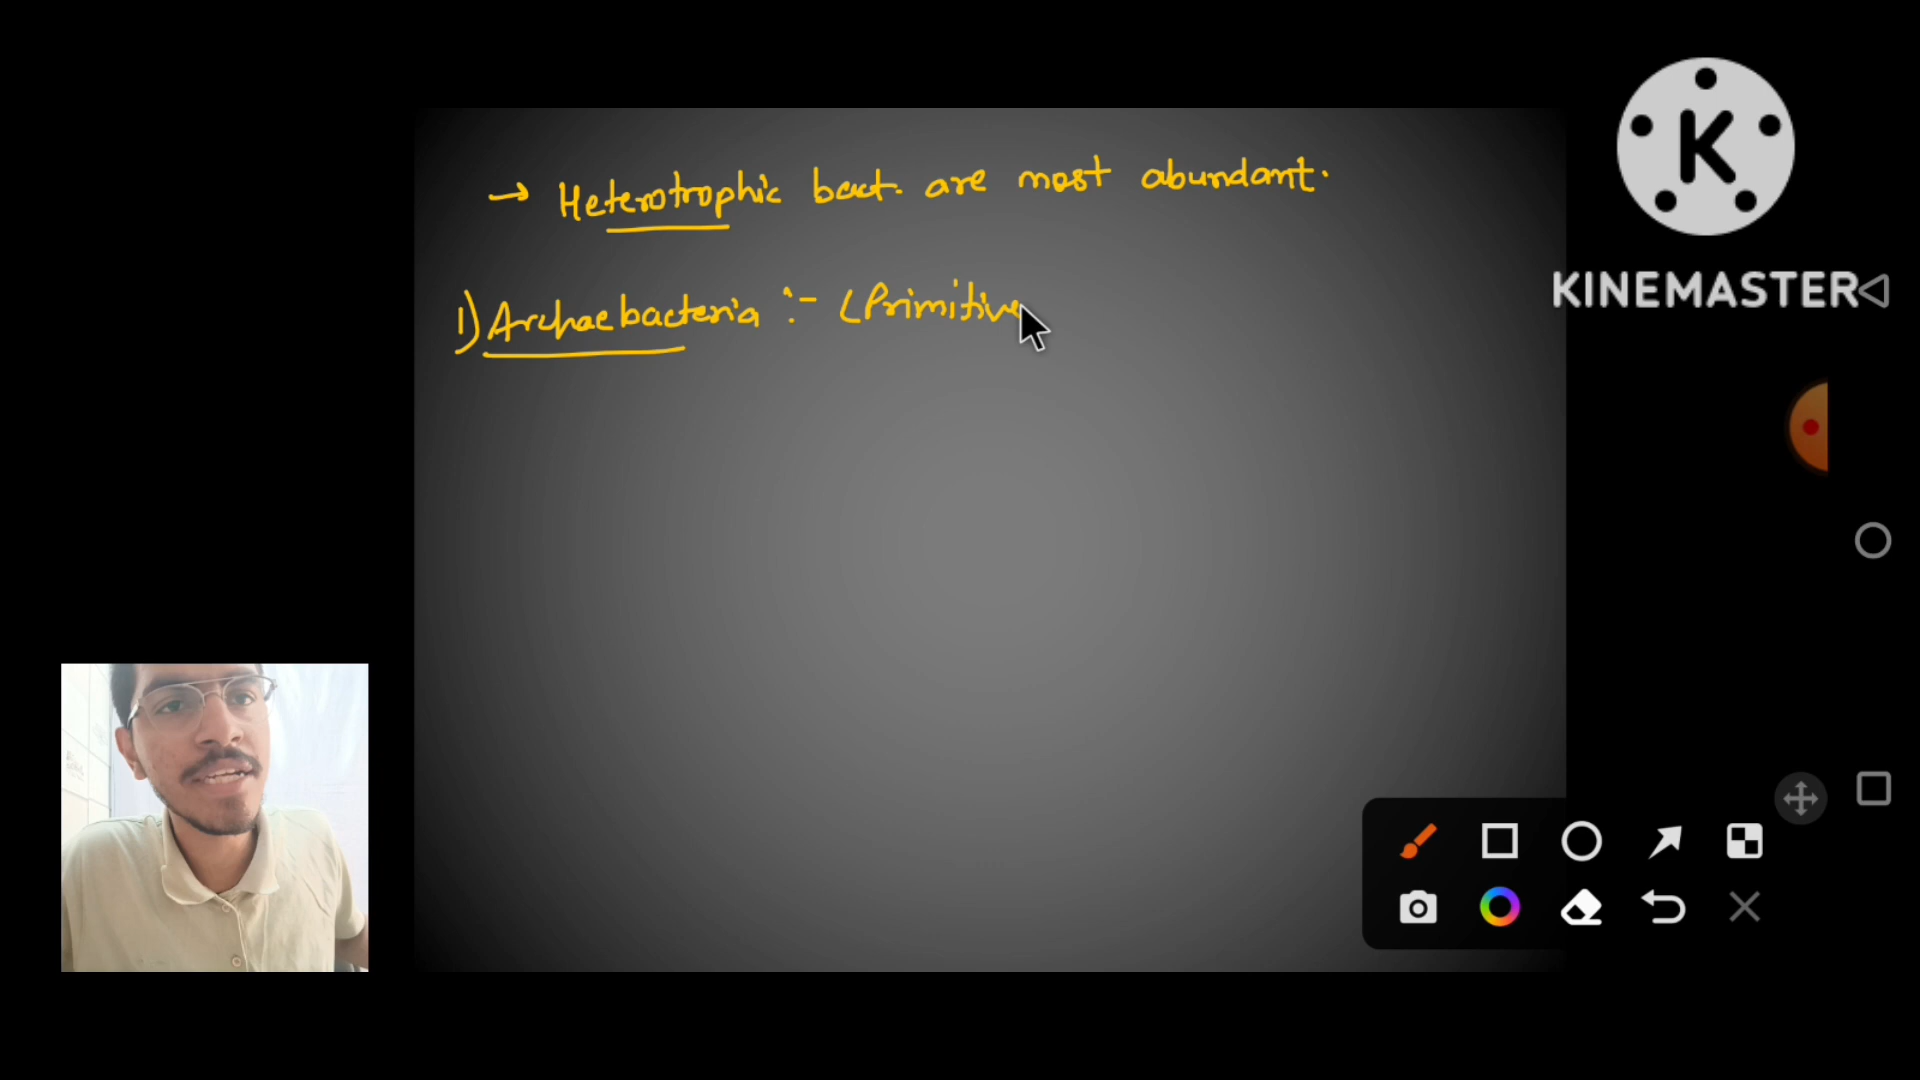 → Heterotrophic bact. are most abundant.
1) Archaebacteria :- (Primitive
KINEMASTER